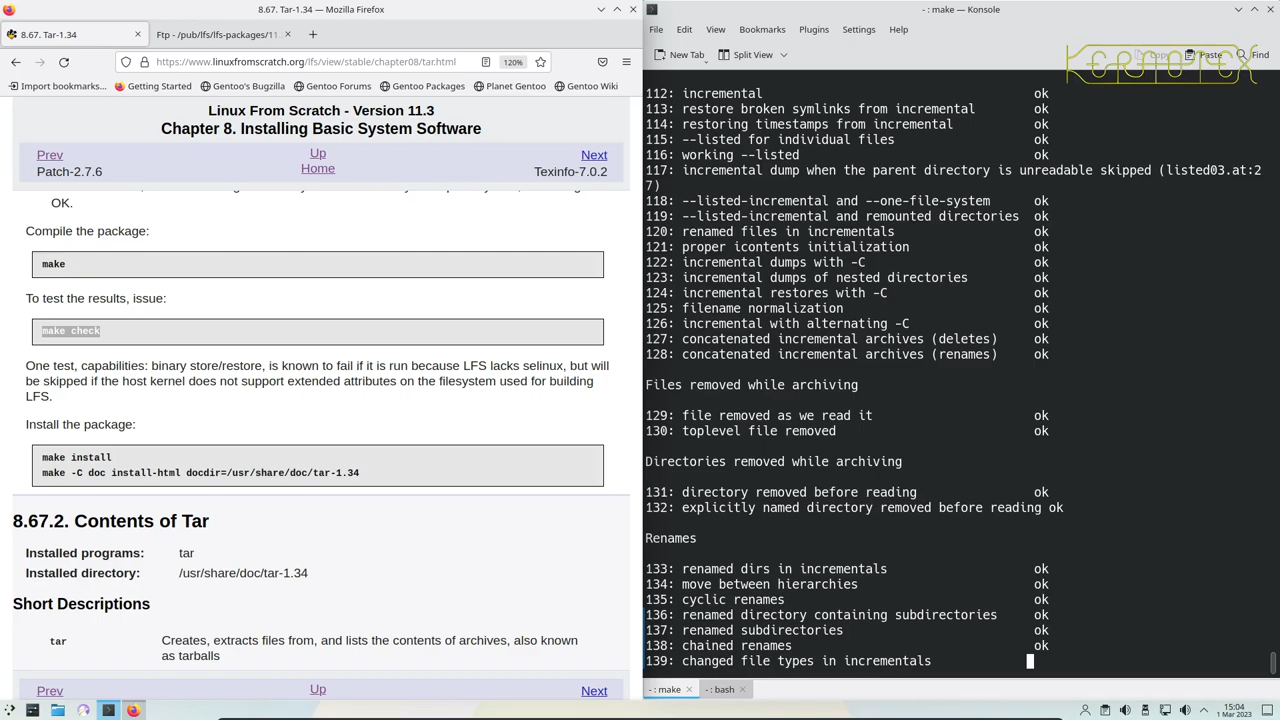 8.67. Tar-1.34 — Mozilla Firefox
8.67. Tar-1.34
Ftp - /pub/lfs/lfs-packages/11.
https://www.linuxfromscratch.org/lfs/view/stable/chapter08/tar.html
120%
Import bookmarks... Getting Started Gentoo's Bugzilla Gentoo Forums Gentoo Packages Planet Gentoo Gentoo Wiki
Linux From Scratch - Version 11.3
Chapter 8. Installing Basic System Software
Prev Up Next
Patch-2.7.6 Home Texinfo-7.0.2
OK.
Compile the package:
make
To test the results, issue:
make check
One test, capabilities: binary store/restore, is known to fail if it is run because LFS lacks selinux, but will
be skipped if the host kernel does not support extended attributes on the filesystem used for building
LFS.
Install the package:
make install
make -C doc install-html docdir=/usr/share/doc/tar-1.34
8.67.2. Contents of Tar
Installed programs: tar
Installed directory: /usr/share/doc/tar-1.34
Short Descriptions
tar Creates, extracts files from, and lists the contents of archives, also known
as tarballs
Prev Up Next
- : make — Konsole
File Edit View Bookmarks Plugins Settings Help
New Tab Split View Copy Paste Find
KERAPLEX
112: incremental ok
113: restore broken symlinks from incremental ok
114: restoring timestamps from incremental ok
115: --listed for individual files ok
116: working --listed ok
117: incremental dump when the parent directory is unreadable skipped (listed03.at:2
7)
118: --listed-incremental and --one-file-system ok
119: --listed-incremental and remounted directories ok
120: renamed files in incrementals ok
121: proper icontents initialization ok
122: incremental dumps with -C ok
123: incremental dumps of nested directories ok
124: incremental restores with -C ok
125: filename normalization ok
126: incremental with alternating -C ok
127: concatenated incremental archives (deletes) ok
128: concatenated incremental archives (renames) ok
Files removed while archiving
129: file removed as we read it ok
130: toplevel file removed ok
Directories removed while archiving
131: directory removed before reading ok
132: explicitly named directory removed before reading ok
Renames
133: renamed dirs in incrementals ok
134: move between hierarchies ok
135: cyclic renames ok
136: renamed directory containing subdirectories ok
137: renamed subdirectories ok
138: chained renames ok
139: changed file types in incrementals
- : make - : bash
15:04
1 Mar 2023